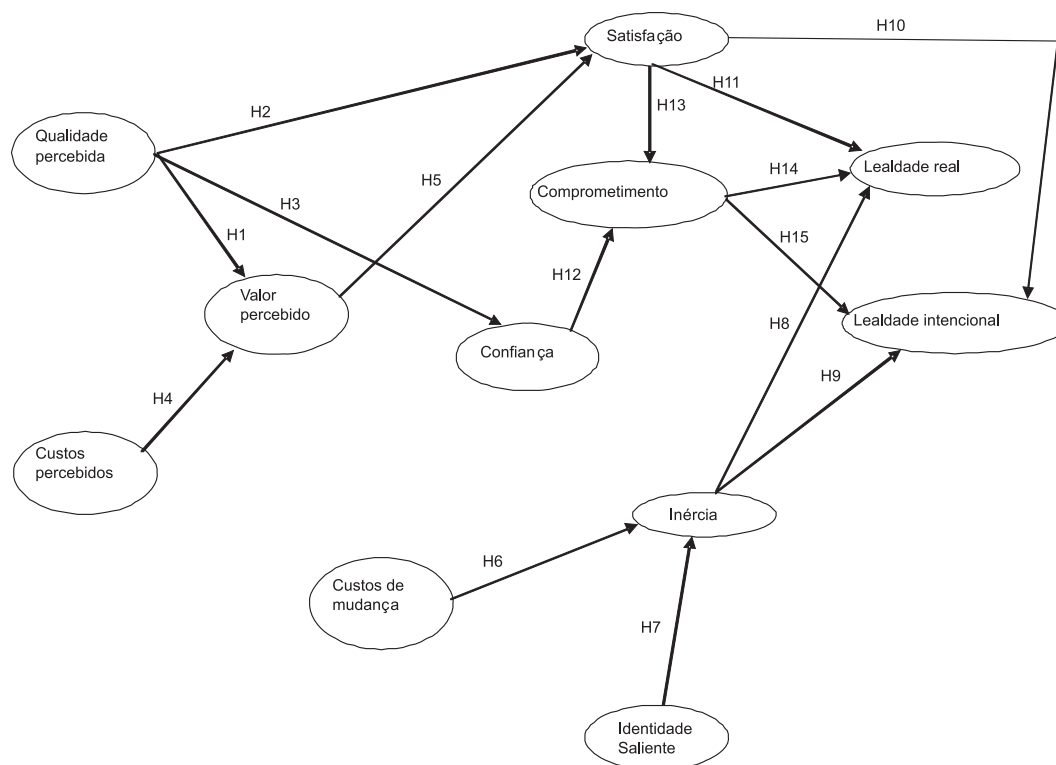 Satisfação
H10
H11
H13
H2
Qualidade
percebida
H5
Lealdade real
H14
Comprometimento
H3
H1
H15
H12
Valor
percebido
Lealdade intencional
H8
Confiança
H9
H4
Custos
percebidos
Inércia
H6
Custos de
mudança
H7
Identidade
Saliente